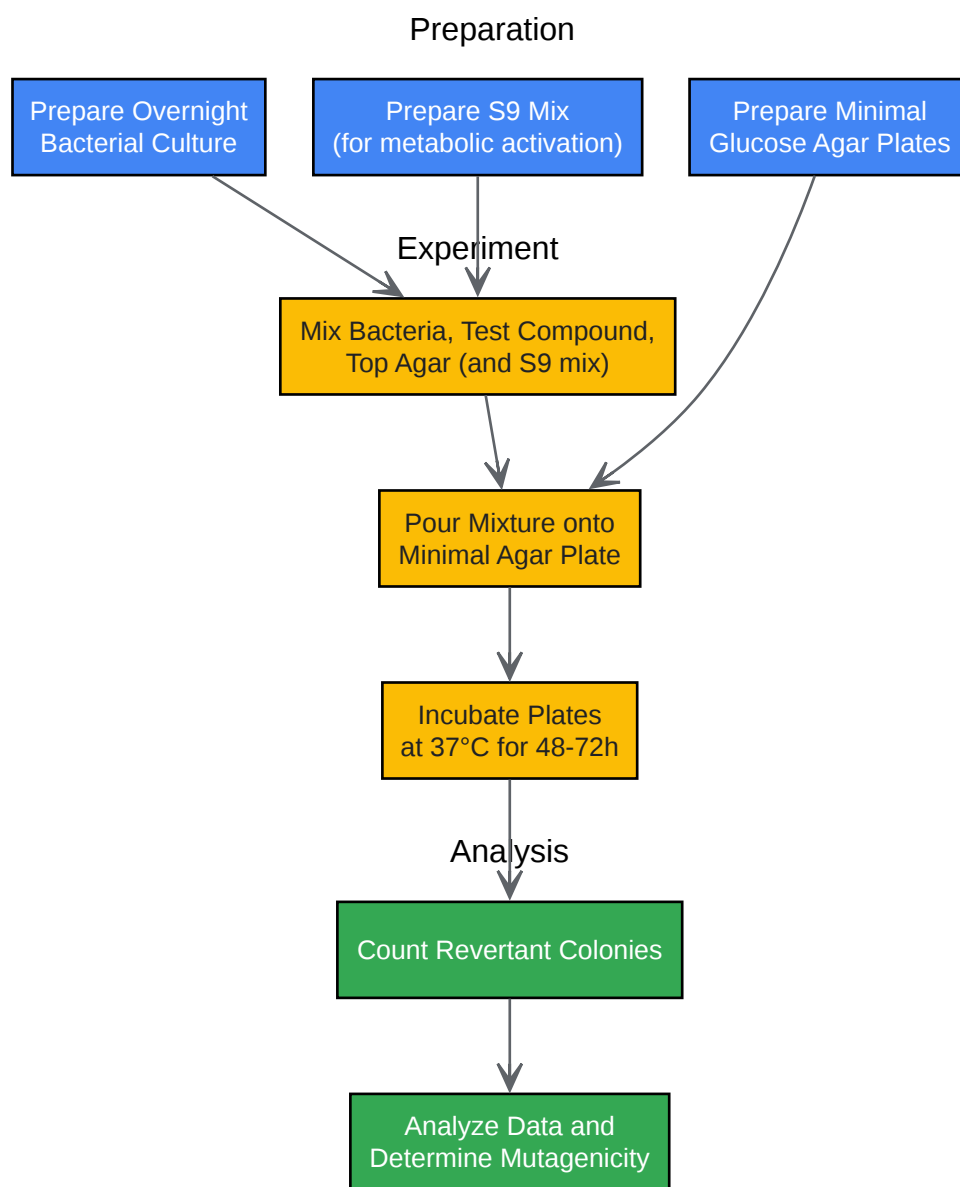 Preparation
Prepare Overnight
Bacterial Culture
Prepare S9 Mix
(for metabolic activation)
Prepare Minimal
Glucose Agar Plates
Experiment
Mix Bacteria, Test Compound,
Top Agar (and S9 mix)
Pour Mixture onto
Minimal Agar Plate
Incubate Plates
at 37°C for 48-72h
Analysis
Count Revertant Colonies
Analyze Data and
Determine Mutagenicity